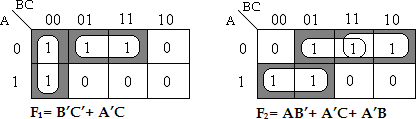 BC BC
A 00 01 11 10 A 00 01 11 10
0 1 1 1 0 0 0 1 1 1
1 1 0 0 0 1 1 1 0 0
F₁= B′C′+ A′C F₂= AB′+ A′C+ A′B